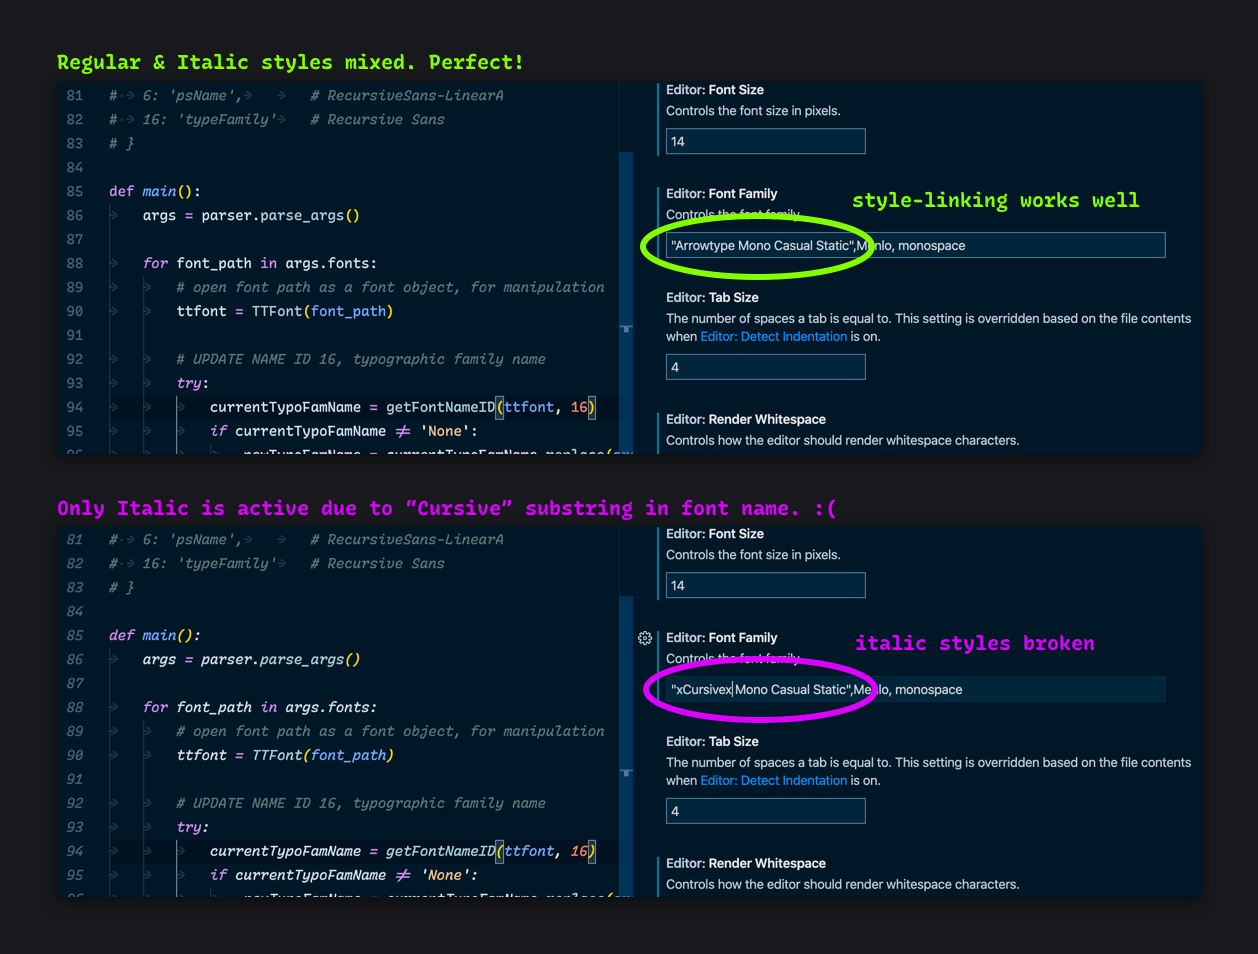 Regular & Italic styles mixed. Perfect!
81 # 6: 'psName', # RecursiveSans-LinearA
82 # 16: 'typeFamily' # Recursive Sans
83 # }
84
85 def main():
86 args = parser.parse_args()
87
88 for font_path in args.fonts:
89 # open font path as a font object, for manipulation
90 ttfont = TTFont(font_path)
91
92 # UPDATE NAME ID 16, typographic family name
93 try:
94 currentTypoFamName = getFontNameID(ttfont, 16)
95 if currentTypoFamName ≠ 'None':
Editor: Font Size
Controls the font size in pixels.
14
Editor: Font Family
Controls the font family.
style-linking works well
"Arrowtype Mono Casual Static",Menlo, monospace
Editor: Tab Size
The number of spaces a tab is equal to. This setting is overridden based on the file contents
when Editor: Detect Indentation is on.
4
Editor: Render Whitespace
Controls how the editor should render whitespace characters.
Only Italic is active due to “Cursive” substring in font name. :(
81 # 6: 'psName', # RecursiveSans-LinearA
82 # 16: 'typeFamily' # Recursive Sans
83 # }
84
85 def main():
86 args = parser.parse_args()
87
88 for font_path in args.fonts:
89 # open font path as a font object, for manipulation
90 ttfont = TTFont(font_path)
91
92 # UPDATE NAME ID 16, typographic family name
93 try:
94 currentTypoFamName = getFontNameID(ttfont, 16)
95 if currentTypoFamName ≠ 'None':
Editor: Font Size
Controls the font size in pixels.
14
Editor: Font Family
Controls the font family.
italic styles broken
"xCursivex Mono Casual Static",Menlo, monospace
Editor: Tab Size
The number of spaces a tab is equal to. This setting is overridden based on the file contents
when Editor: Detect Indentation is on.
4
Editor: Render Whitespace
Controls how the editor should render whitespace characters.